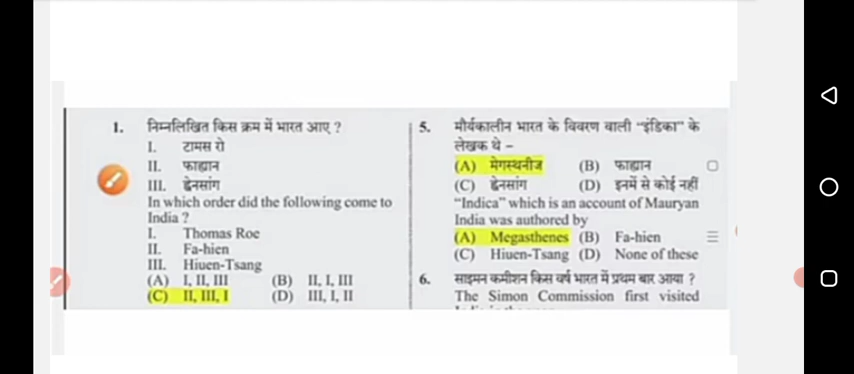 1. निम्नलिखित किस क्रम में भारत आए ?
I. टामस रो
II. फाह्यान
III. ह्वेनसांग
In which order did the following come to
India ?
I. Thomas Roe
II. Fa-hien
III. Hiuen-Tsang
(A) I, II, III (B) II, I, III
(C) II, III, I (D) III, I, II
5. मौर्यकालीन भारत के विवरण वाली “इंडिका” के
लेखक थे –
(A) मेगस्थनीज (B) फाह्यान
(C) ह्वेनसांग (D) इनमें से कोई नहीं
“Indica” which is an account of Mauryan
India was authored by
(A) Megasthenes (B) Fa-hien
(C) Hiuen-Tsang (D) None of these
6. साइमन कमीशन किस वर्ष भारत में प्रथम बार आया ?
The Simon Commission first visited